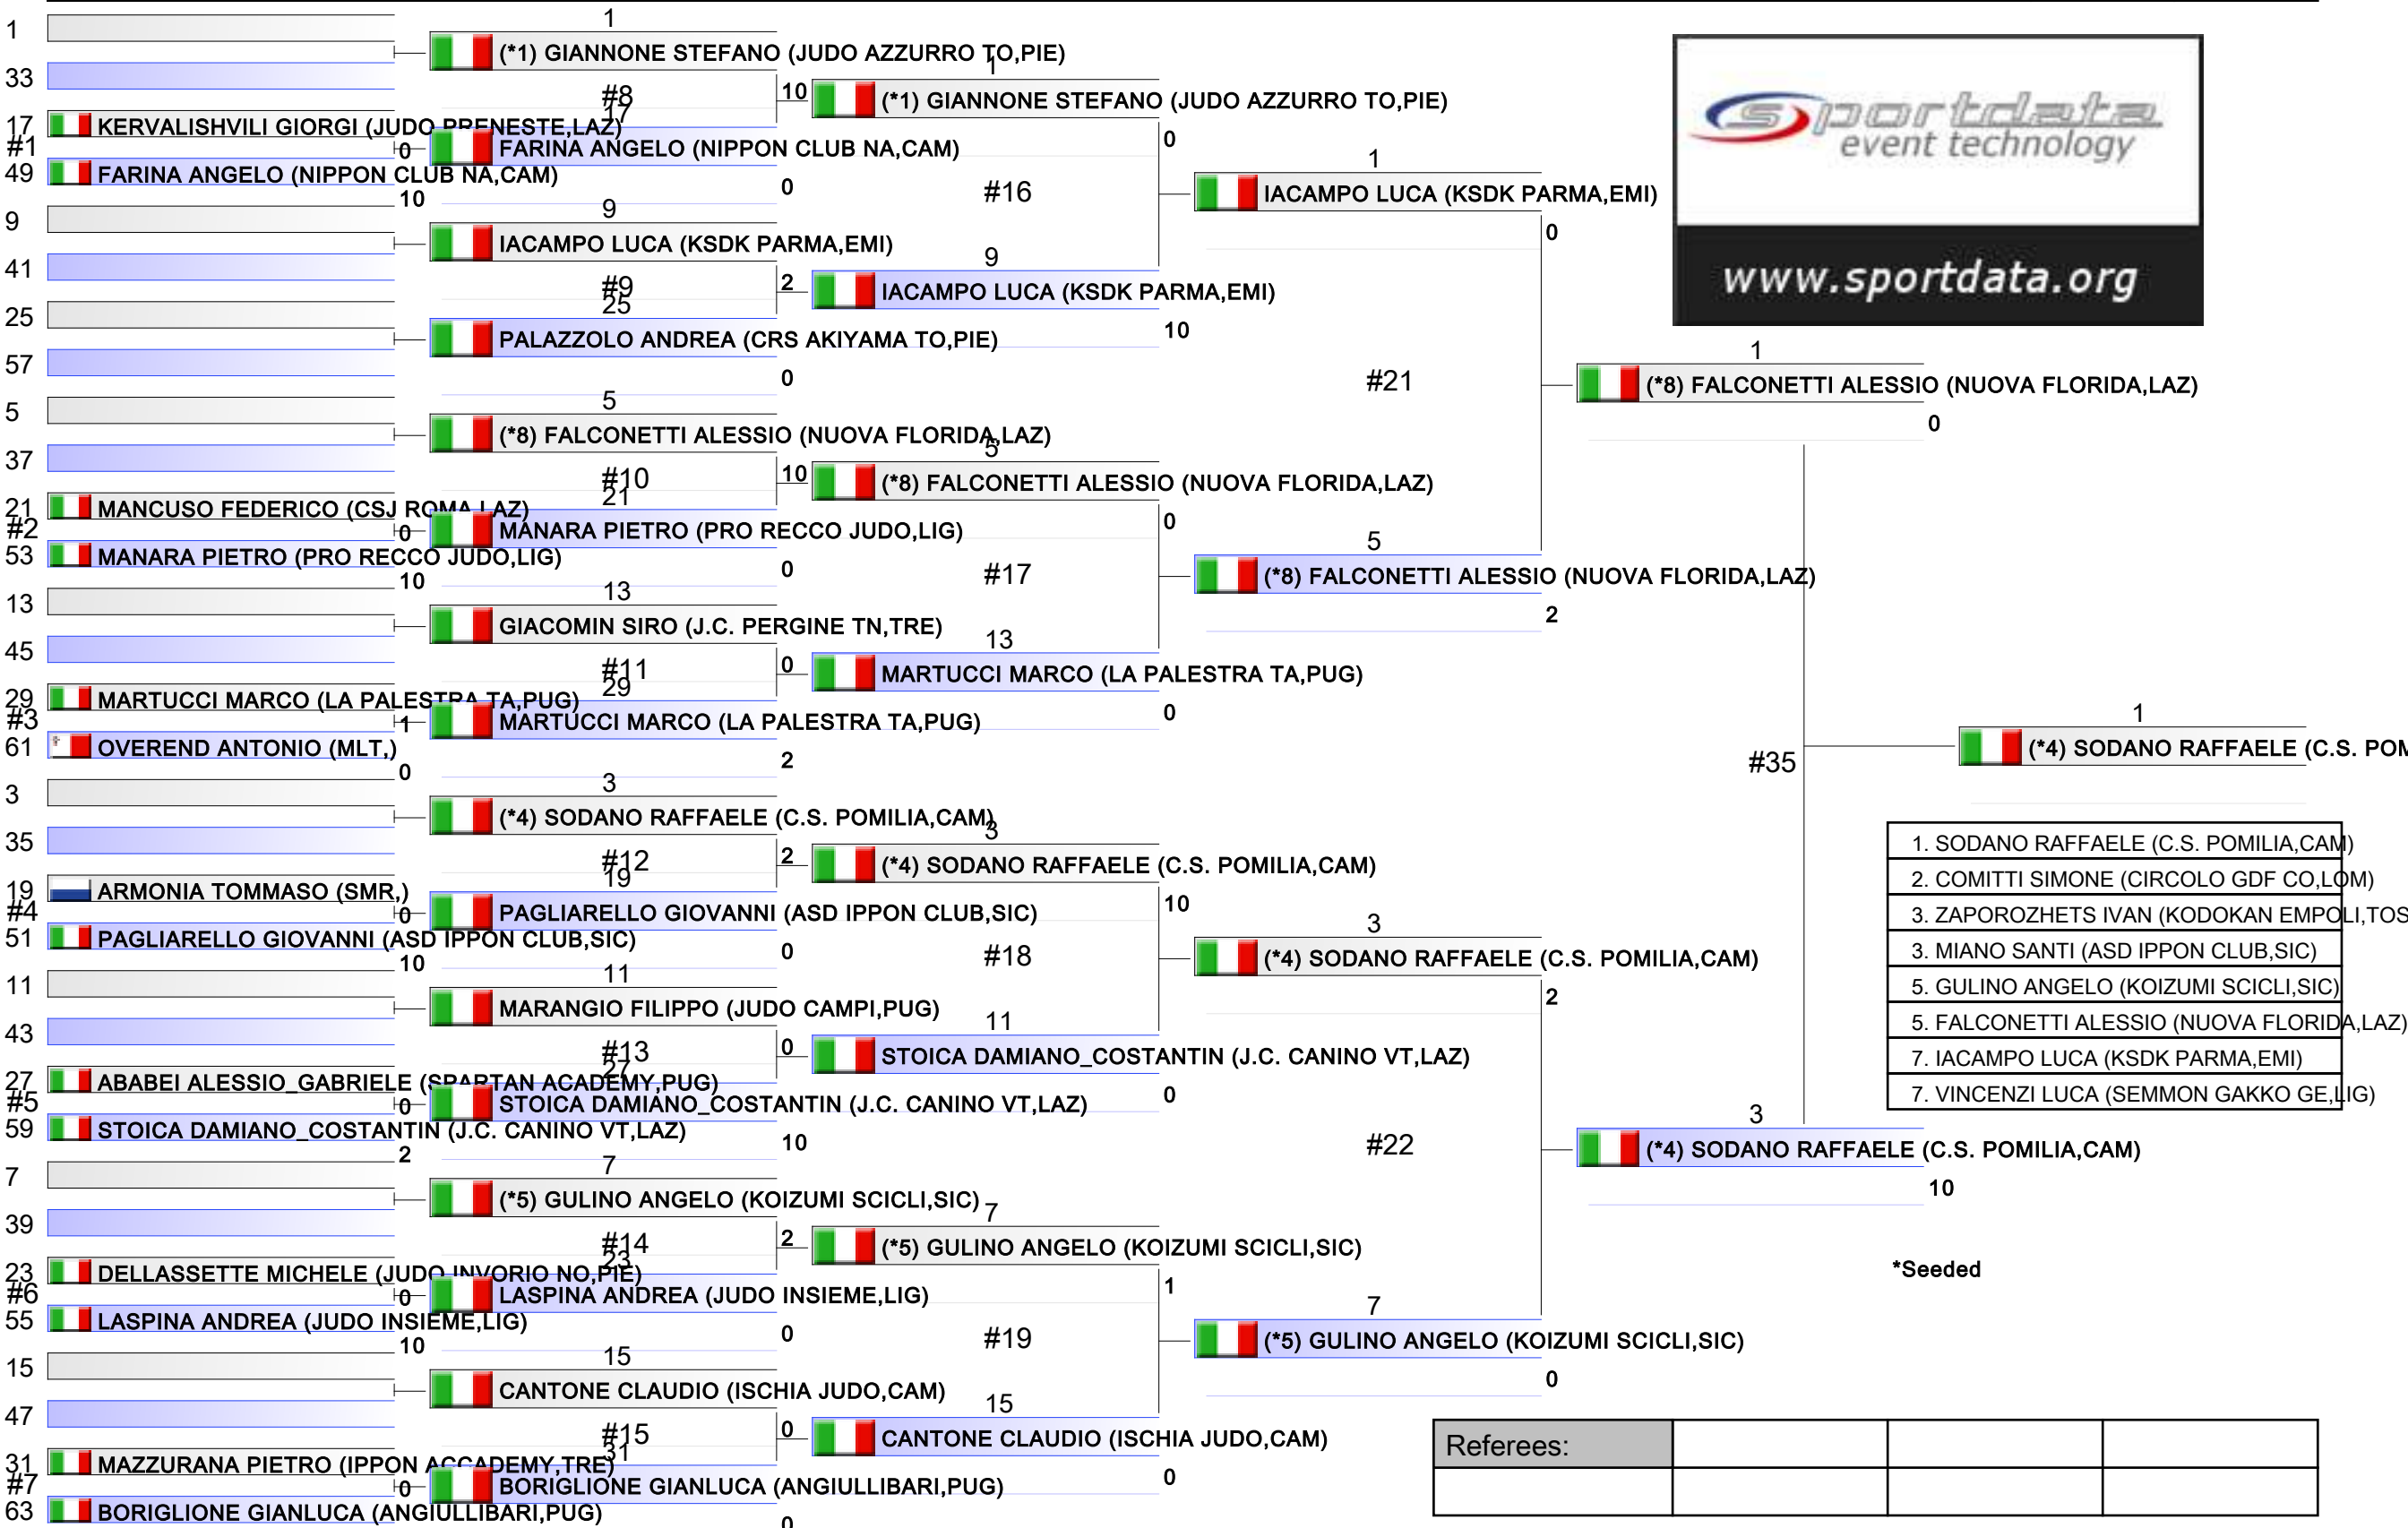 1
33
17 KERVALISHVILI GIORGI (JUDO PRENESTE,LAZ)
#1 0
49 FARINA ANGELO (NIPPON CLUB NA,CAM)
10
9
41
25
57
5
37
21 MANCUSO FEDERICO (CSJ ROMA,LAZ)
#2 0
53 MANARA PIETRO (PRO RECCO JUDO,LIG)
10
13
45
29 MARTUCCI MARCO (LA PALESTRA TA,PUG)
#3 1
61 OVEREND ANTONIO (MLT,)
0
3
35
19 ARMONIA TOMMASO (SMR,)
#4 0
51 PAGLIARELLO GIOVANNI (ASD IPPON CLUB,SIC)
10
11
43
27 ABABEI ALESSIO_GABRIELE (SPARTAN ACADEMY,PUG)
#5 0
59 STOICA DAMIANO_COSTANTIN (J.C. CANINO VT,LAZ)
2
7
39
23 DELLASSETTE MICHELE (JUDO INVORIO NO,PIE)
#6 0
55 LASPINA ANDREA (JUDO INSIEME,LIG)
10
15
47
31 MAZZURANA PIETRO (IPPON ACCADEMY,TRE)
#7 0
63 BORIGLIONE GIANLUCA (ANGIULLIBARI,PUG)
1
(*1) GIANNONE STEFANO (JUDO AZZURRO TO,PIE)
#8 10
17
FARINA ANGELO (NIPPON CLUB NA,CAM)
0
9
IACAMPO LUCA (KSDK PARMA,EMI)
#9 2
25
PALAZZOLO ANDREA (CRS AKIYAMA TO,PIE)
0
5
(*8) FALCONETTI ALESSIO (NUOVA FLORIDA,LAZ)
#10 10
21
MANARA PIETRO (PRO RECCO JUDO,LIG)
0
13
GIACOMIN SIRO (J.C. PERGINE TN,TRE)
#11 0
29
MARTUCCI MARCO (LA PALESTRA TA,PUG)
2
3
(*4) SODANO RAFFAELE (C.S. POMILIA,CAM)
#12 2
19
PAGLIARELLO GIOVANNI (ASD IPPON CLUB,SIC)
0
11
MARANGIO FILIPPO (JUDO CAMPI,PUG)
#13 0
27
STOICA DAMIANO_COSTANTIN (J.C. CANINO VT,LAZ)
10
7
(*5) GULINO ANGELO (KOIZUMI SCICLI,SIC)
#14 2
23
LASPINA ANDREA (JUDO INSIEME,LIG)
0
15
CANTONE CLAUDIO (ISCHIA JUDO,CAM)
#15 0
31
BORIGLIONE GIANLUCA (ANGIULLIBARI,PUG)
0
1
(*1) GIANNONE STEFANO (JUDO AZZURRO TO,PIE)
0
#16
9
IACAMPO LUCA (KSDK PARMA,EMI)
10
5
(*8) FALCONETTI ALESSIO (NUOVA FLORIDA,LAZ)
0
#17
13
MARTUCCI MARCO (LA PALESTRA TA,PUG)
0
3
(*4) SODANO RAFFAELE (C.S. POMILIA,CAM)
10
#18
11
STOICA DAMIANO_COSTANTIN (J.C. CANINO VT,LAZ)
0
7
(*5) GULINO ANGELO (KOIZUMI SCICLI,SIC)
1
#19
15
CANTONE CLAUDIO (ISCHIA JUDO,CAM)
0
1
IACAMPO LUCA (KSDK PARMA,EMI)
0
#21
5
(*8) FALCONETTI ALESSIO (NUOVA FLORIDA,LAZ)
2
3
(*4) SODANO RAFFAELE (C.S. POMILIA,CAM)
2
#22
7
(*5) GULINO ANGELO (KOIZUMI SCICLI,SIC)
0
sportdata
event technology
www.sportdata.org
1
(*8) FALCONETTI ALESSIO (NUOVA FLORIDA,LAZ)
0
#35
3
(*4) SODANO RAFFAELE (C.S. POMILIA,CAM)
10
1
(*4) SODANO RAFFAELE (C.S. POM
1. SODANO RAFFAELE (C.S. POMILIA,CAM)
2. COMITTI SIMONE (CIRCOLO GDF CO,LOM)
3. ZAPOROZHETS IVAN (KODOKAN EMPOLI,TOS
3. MIANO SANTI (ASD IPPON CLUB,SIC)
5. GULINO ANGELO (KOIZUMI SCICLI,SIC)
5. FALCONETTI ALESSIO (NUOVA FLORIDA,LAZ)
7. IACAMPO LUCA (KSDK PARMA,EMI)
7. VINCENZI LUCA (SEMMON GAKKO GE,LIG)
*Seeded
Referees: